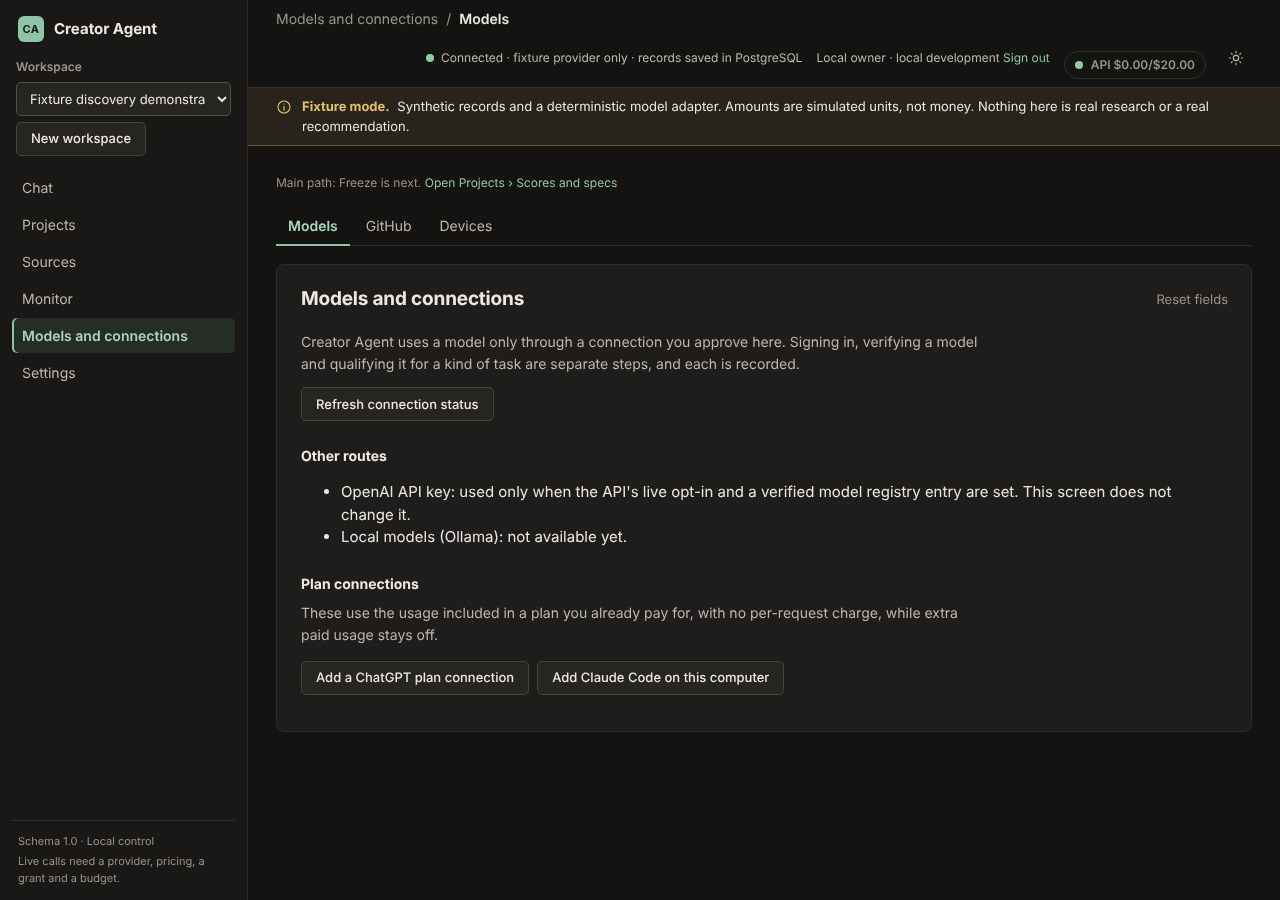 CA Creator Agent
Workspace
Fixture discovery demonstra
New workspace
Chat
Projects
Sources
Monitor
Models and connections
Settings
Schema 1.0 · Local control
Live calls need a provider, pricing, a
grant and a budget.
Models and connections / Models
Connected · fixture provider only · records saved in PostgreSQL
Local owner · local development Sign out
API $0.00/$20.00
Fixture mode. Synthetic records and a deterministic model adapter. Amounts are simulated units, not money. Nothing here is real research or a real
recommendation.
Main path: Freeze is next. Open Projects › Scores and specs
Models GitHub Devices
Models and connections
Reset fields
Creator Agent uses a model only through a connection you approve here. Signing in, verifying a model
and qualifying it for a kind of task are separate steps, and each is recorded.
Refresh connection status
Other routes
• OpenAI API key: used only when the API's live opt-in and a verified model registry entry are set. This screen does not
change it.
• Local models (Ollama): not available yet.
Plan connections
These use the usage included in a plan you already pay for, with no per-request charge, while extra
paid usage stays off.
Add a ChatGPT plan connection
Add Claude Code on this computer